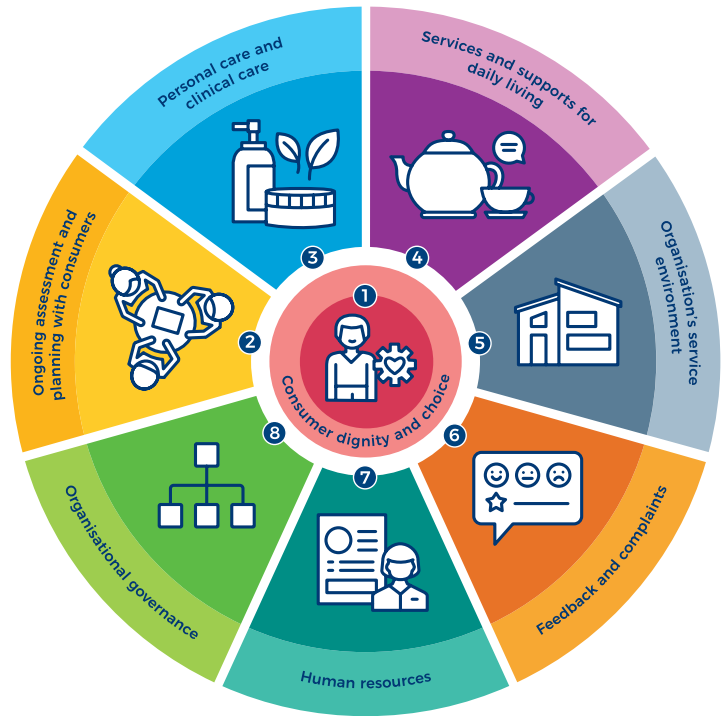 1
Consumer dignity and choice
2
Ongoing assessment and
planning with consumers
3
Personal care and
clinical care
4
Services and supports for
daily living
5
Organisation's service
environment
6
Feedback and complaints
7
Human resources
8
Organisational governance